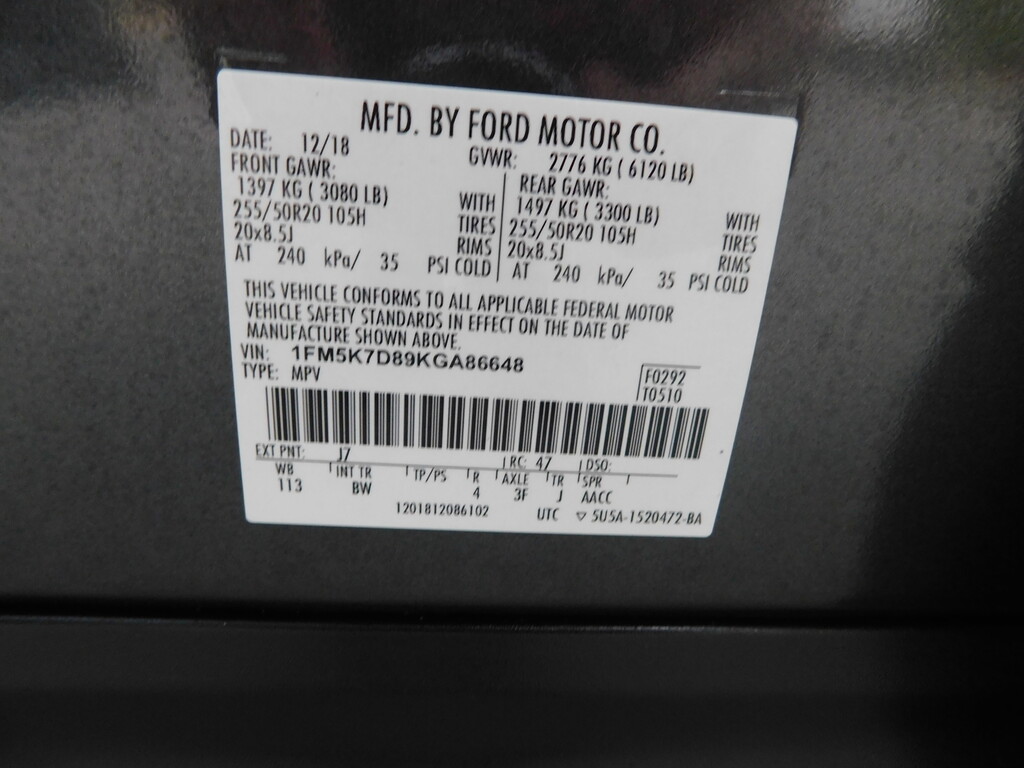 MFD. BY FORD MOTOR CO.
DATE: 12/18
GVWR: 2776 KG ( 6120 LB)
FRONT GAWR:
1397 KG ( 3080 LB) WITH
255/50R20 105H TIRES
20x8.5J RIMS
AT 240 kPa/ 35 PSI COLD
REAR GAWR:
1497 KG ( 3300 LB) WITH
255/50R20 105H TIRES
20x8.5J RIMS
AT 240 kPa/ 35 PSI COLD
THIS VEHICLE CONFORMS TO ALL APPLICABLE FEDERAL MOTOR
VEHICLE SAFETY STANDARDS IN EFFECT ON THE DATE OF
MANUFACTURE SHOWN ABOVE.
VIN: 1FM5K7D89KGA86648
TYPE: MPV
F0292
T0510
EXT PNT: J7 RC: 47 DSO:
WB INT TR TP/PS R AXLE TR SPR
113 BW 4 3F J AACC
1201812086102 UTC ▽ 5U5A-1520472-BA